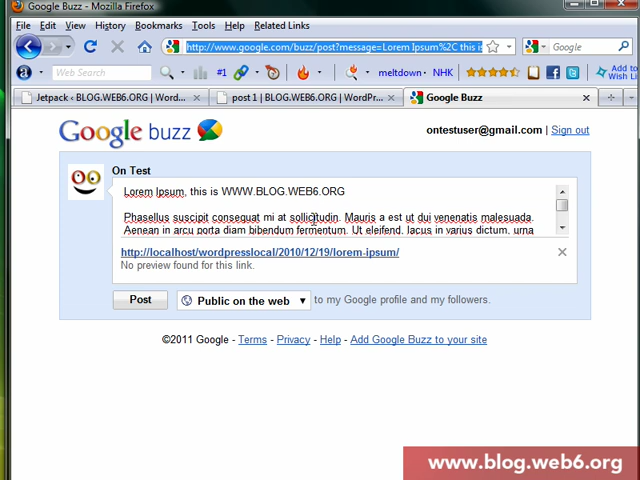 Google Buzz - Mozilla Firefox
File Edit View History Bookmarks Tools Help Related Links
http://www.google.com/buzz/post?message=Lorem Ipsum%2C this is
Google
Web Search #1 meltdown NHK Add to Wish Li
Jetpack ‹ BLOG.WEB6.ORG | Word...
post 1 | BLOG.WEB6.ORG | WordPr...
Google Buzz
Google buzz
ontestuser@gmail.com | Sign out
On Test
Lorem Ipsum, this is WWW.BLOG.WEB6.ORG
Phasellus suscipit consequat mi at sollicitudin. Mauris a est ut dui venenatis malesuada.
Aenean in arcu porta diam bibendum fermentum. Ut eleifend, lacus in varius dictum, urna
http://localhost/wordpresslocal/2010/12/19/lorem-ipsum/
No preview found for this link.
Post Public on the web to my Google profile and my followers.
©2011 Google - Terms - Privacy - Help - Add Google Buzz to your site
www.blog.web6.org